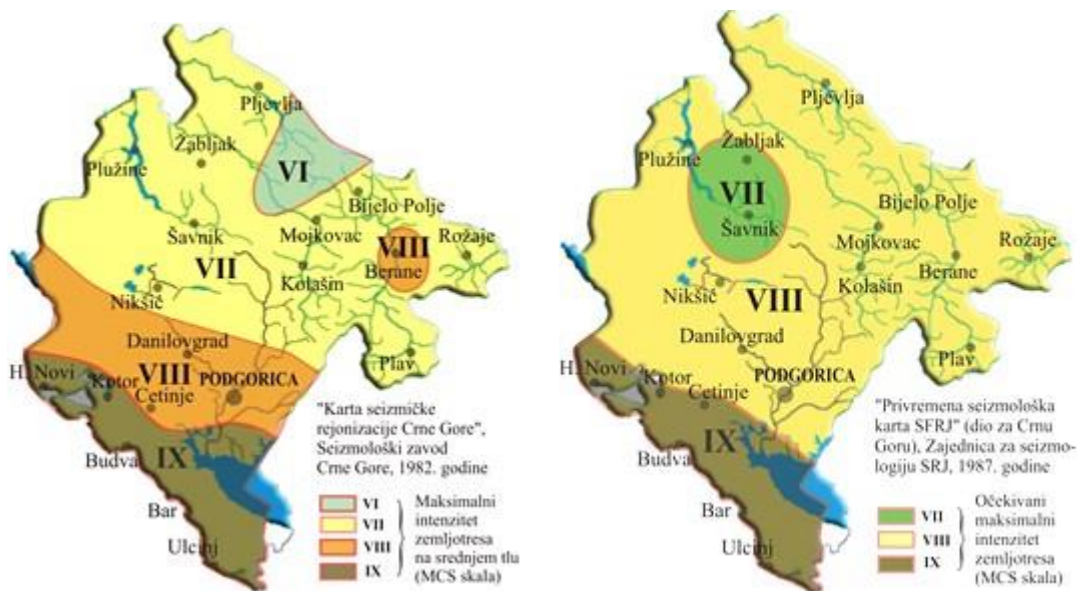 Pljevlja
Žabljak
Plužine
VI
Bijelo Polje
Šavnik
Mojkovac
VIII
Rožaje
VII
Berane
Kolašin
Nikšić
Danilovgrad
Plav
VIII
H. Novi
Kotor
PODGORICA
Cetinje
"Karta seizmičke
rejonizacije Crne Gore",
Seizmološki zavod
Crne Gore, 1982. godine
IX
Budva
Bar
Ulcinj
VI
VII
VIII
IX
Maksimalni
intenzitet
zemljotresa
na srednjem tlu
(MCS skala)
Pljevlja
Žabljak
Plužine
VII
Bijelo Polje
Šavnik
Mojkovac
Rožaje
Berane
Kolašin
Nikšić
VIII
Danilovgrad
Plav
H. Novi
Kotor
PODGORICA
Cetinje
"Privremena seizmološka
karta SFRJ" (dio za Crnu
Goru), Zajednica za seizmo-
logiju SRJ, 1987. godine
IX
Budva
Bar
Ulcinj
VII
VIII
IX
Očekivani
maksimalni
intenzitet
zemljotresa
(MCS skala)